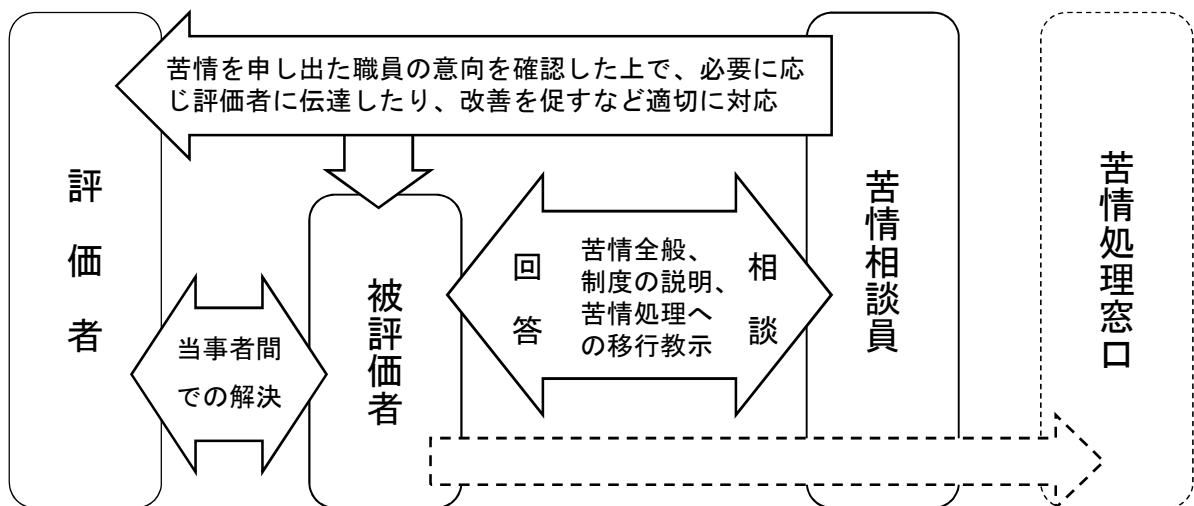 苦情を申し出た職員の意向を確認した上で、必要に応
じ評価者に伝達したり、改善を促すなど適切に対応
評価者
当事者間
での解決
被評価者
回答
苦情全般、
制度の説明、
苦情処理へ
の移行教示
相談
苦情相談員
苦情処理窓口